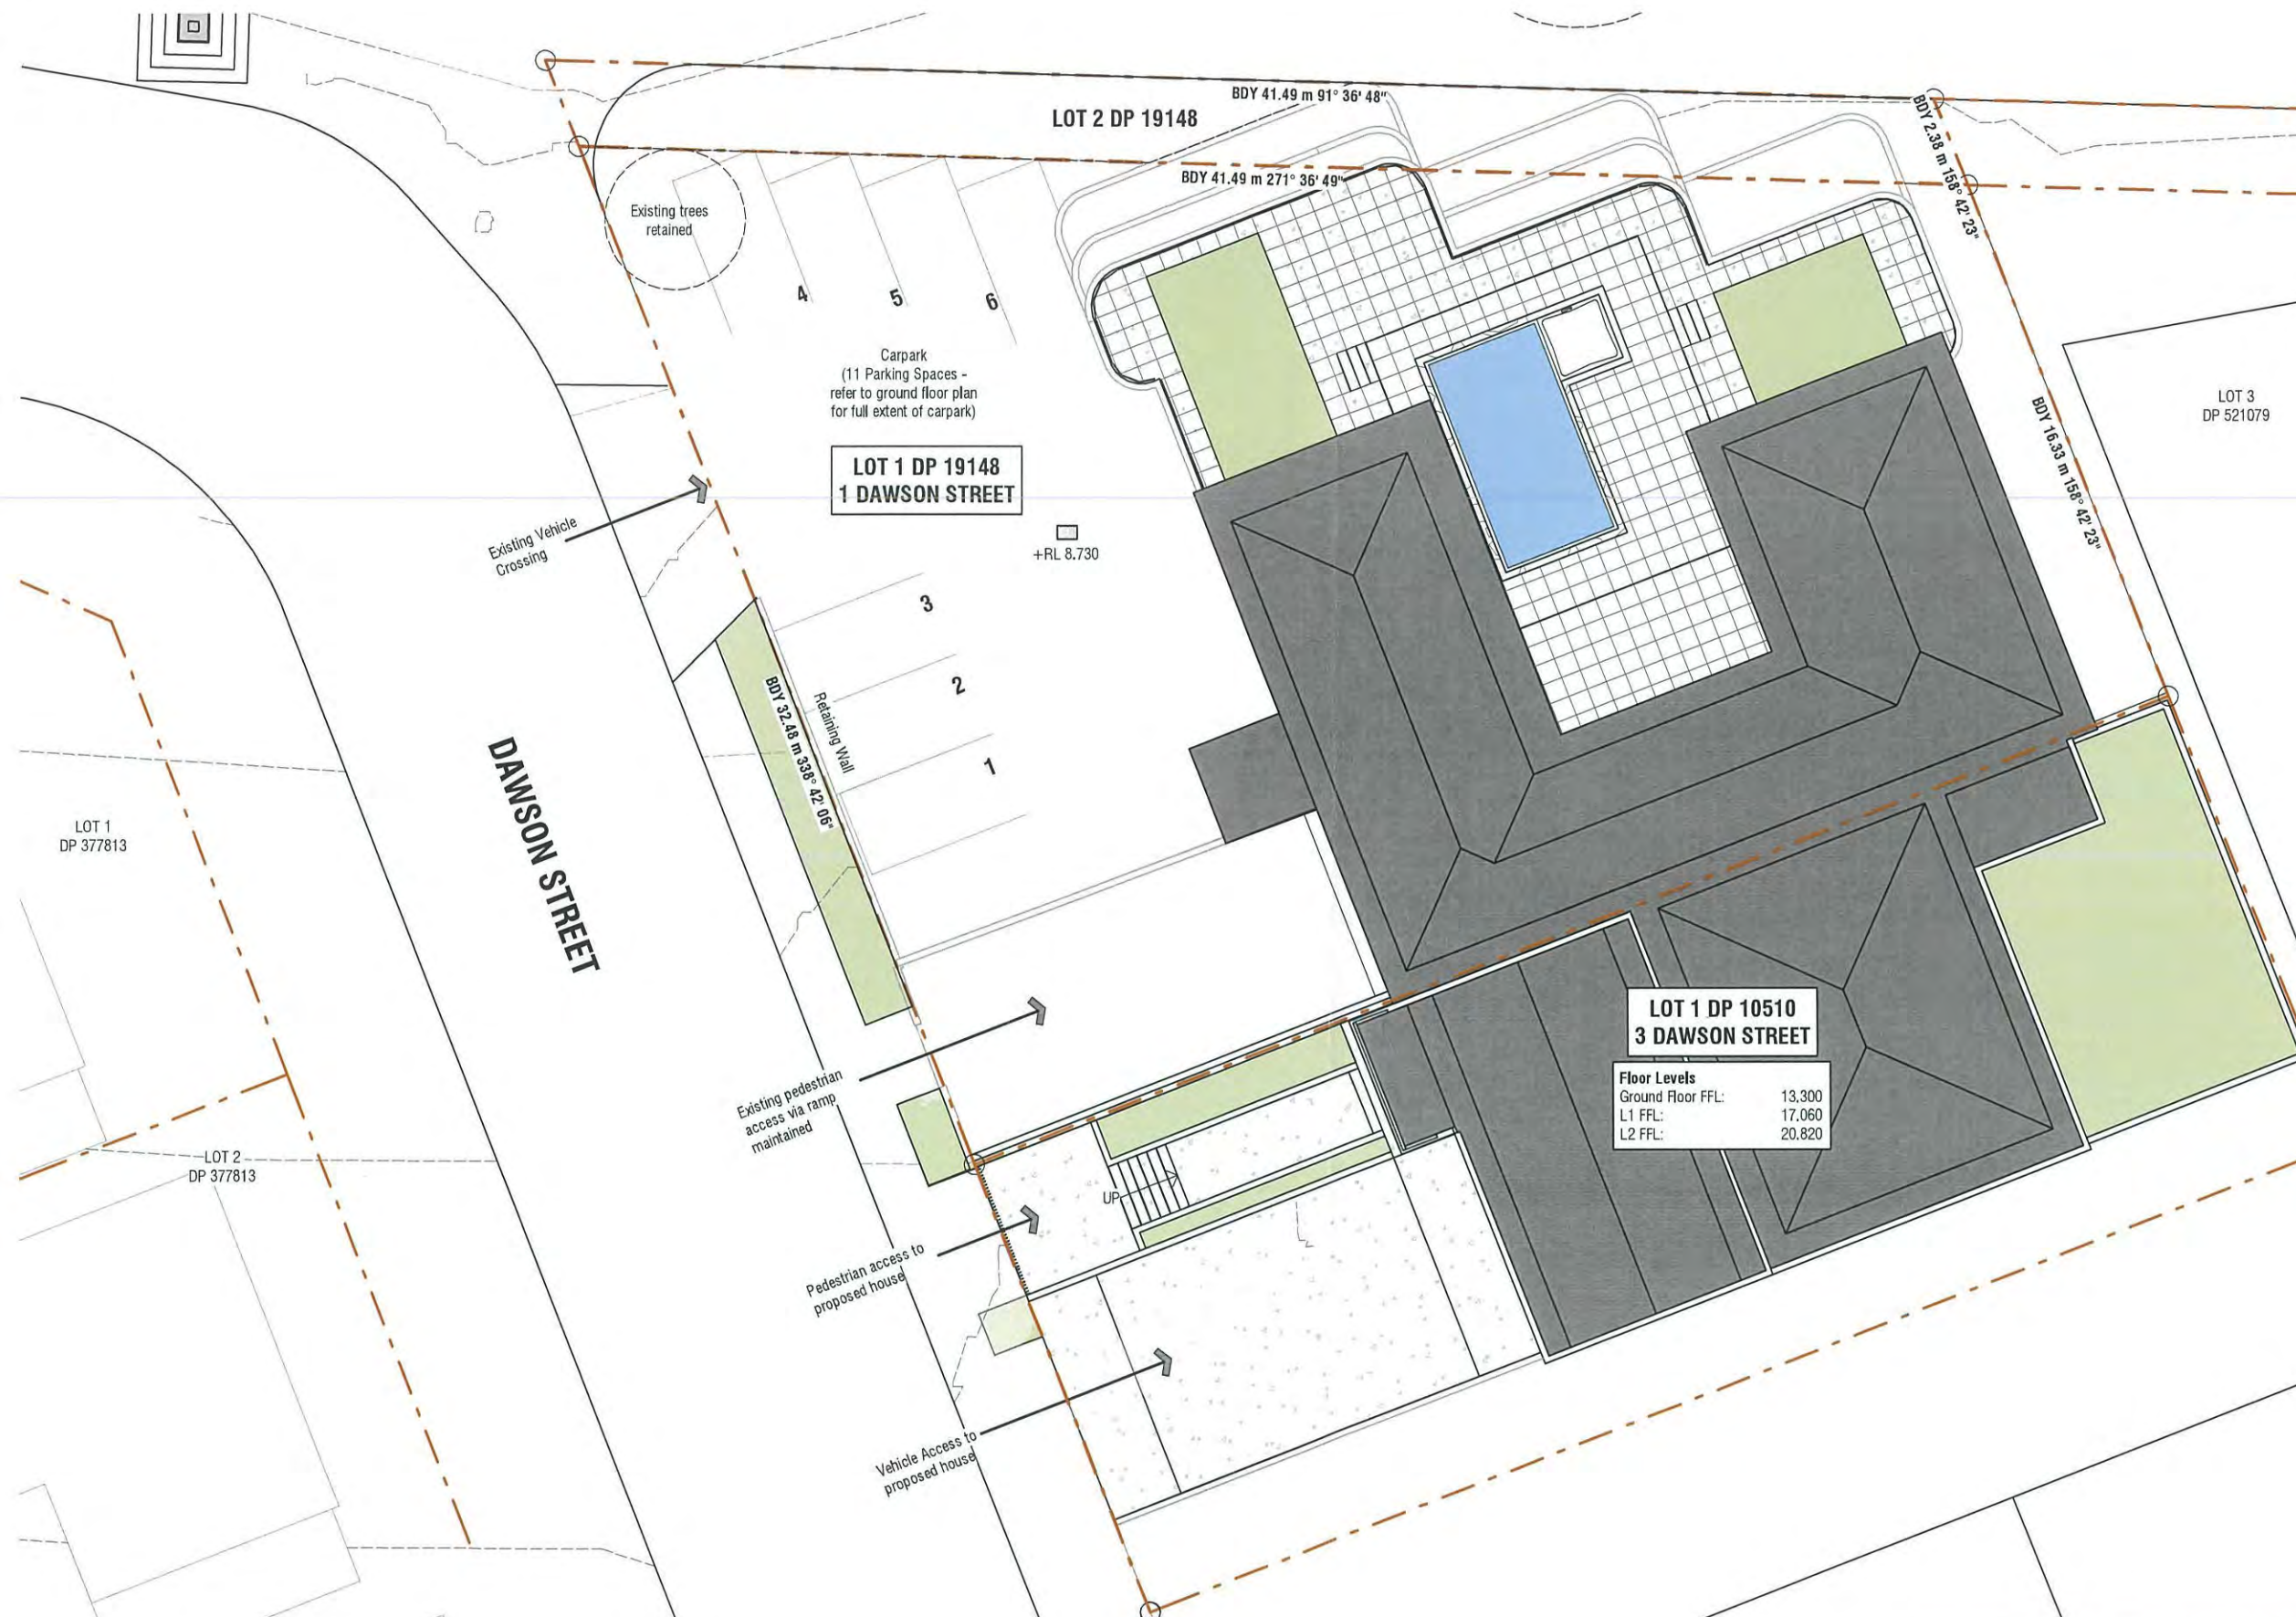 BDY 41.49 m 91° 36' 48"
LOT 2 DP 19148
BDY 2.38 m 158° 42' 23"
BDY 41.49 m 271° 36' 49"
Existing trees
retained
4
5
6
Carpark
(11 Parking Spaces -
refer to ground floor plan
for full extent of carpark)
LOT 3
DP 521079
BDY 16.33 m 158° 42' 23"
LOT 1 DP 19148
1 DAWSON STREET
Existing Vehicle
Crossing
+RL 8.730
3
2
1
BDY 32.48 m 338° 42' 06"
Retaining Wall
DAWSON STREET
LOT 1
DP 377813
LOT 1 DP 10510
3 DAWSON STREET
Floor Levels
Ground Floor FFL: 13.300
L1 FFL: 17.060
L2 FFL: 20.820
Existing pedestrian
access via ramp
maintained
LOT 2
DP 377813
UP
Pedestrian access to
proposed house
Vehicle Access to
proposed house